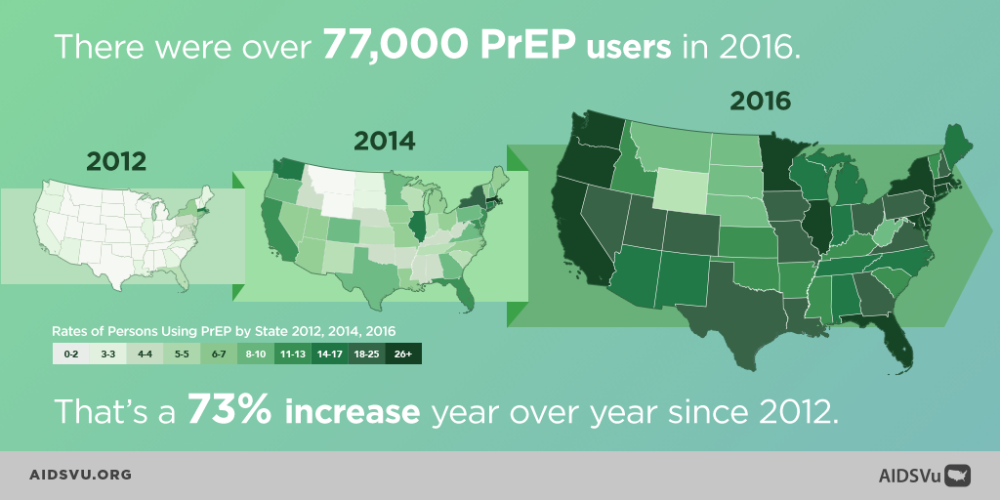 There were over 77,000 PrEP users in 2016.
2016
2014
2012
Rates of Persons Using PrEP by State 2012, 2014, 2016
0-2 3-3 4-4 5-5 6-7 8-10 11-13 14-17 18-25 26+
That's a 73% increase year over year since 2012.
AIDSVU.ORG AIDSVu